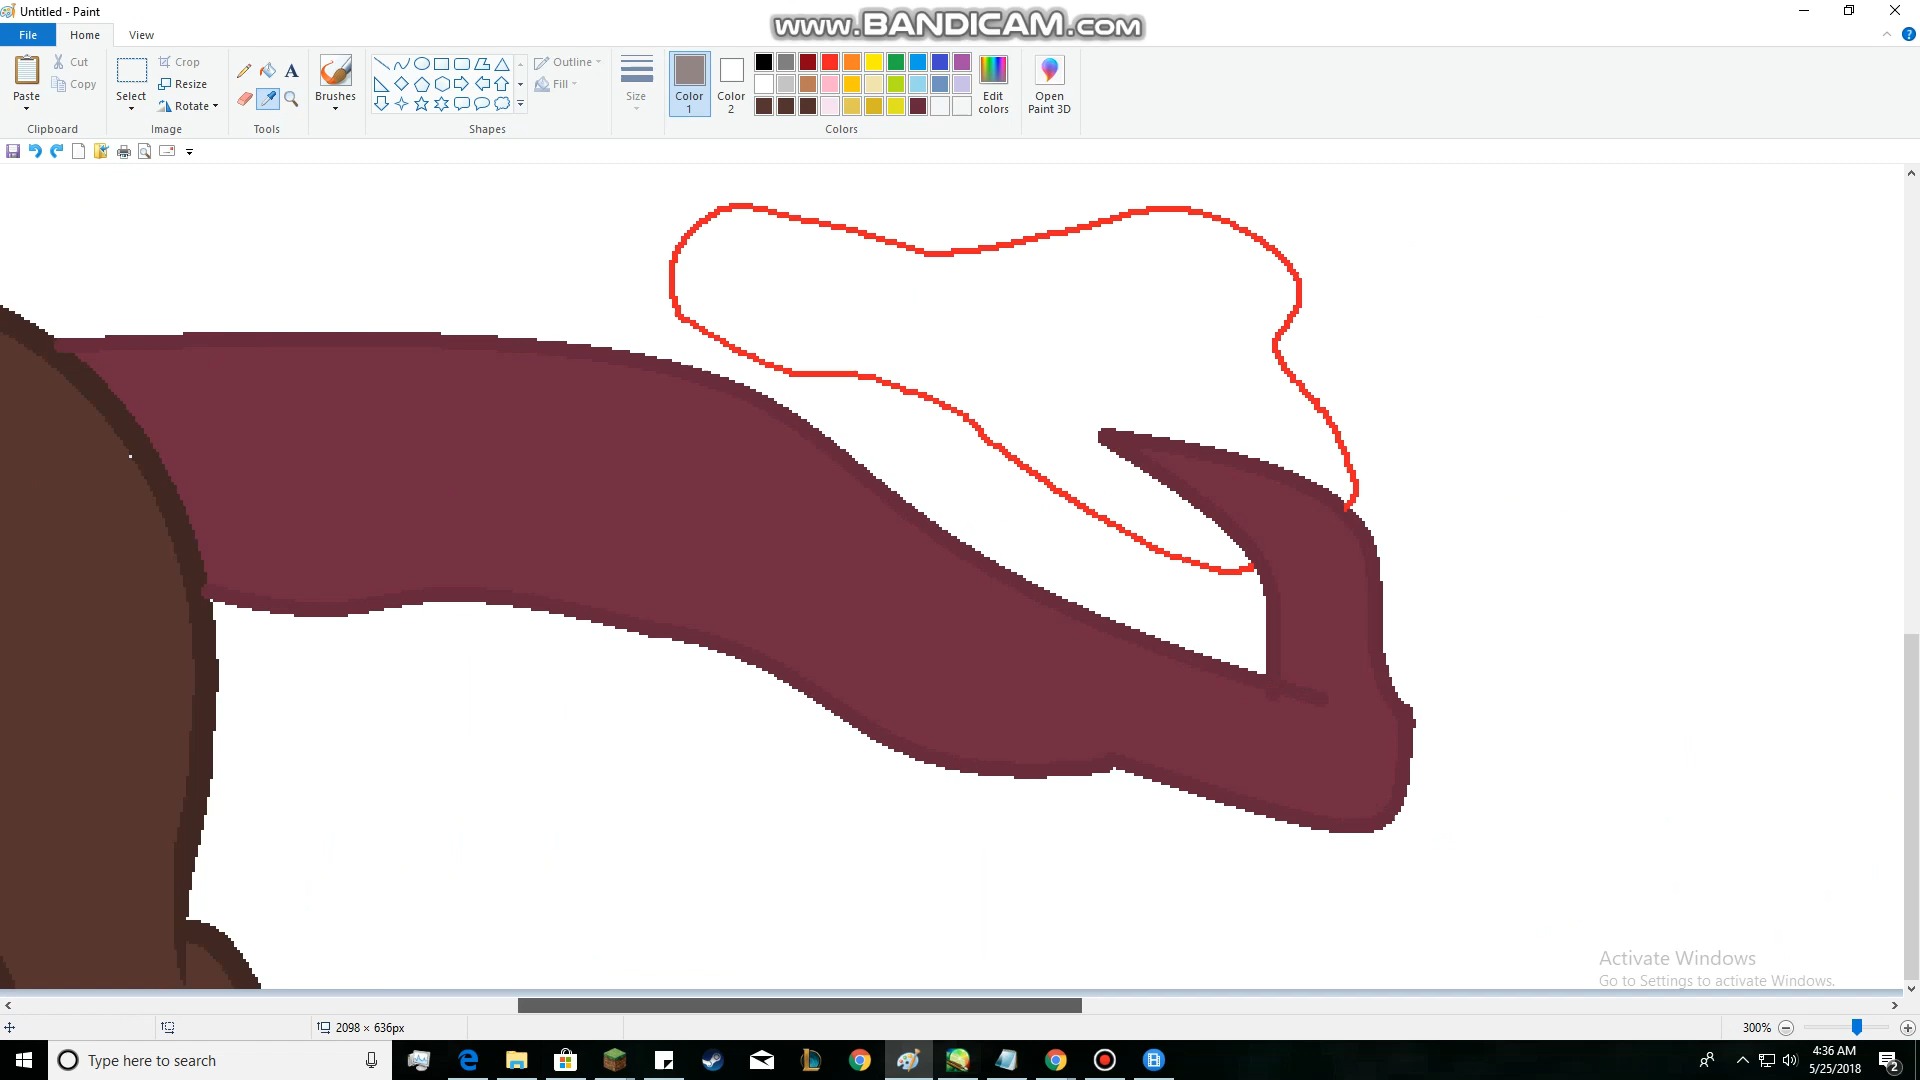 Untitled - Paint
www.BANDICAM.com
File
Home
View
Paste
Cut
Copy
Clipboard
Select
Crop
Resize
Rotate
Image
Tools
Brushes
Shapes
Outline
Fill
Size
Color 1
Color 2
Colors
Edit colors
Open Paint 3D
Activate Windows
Go to Settings to activate Windows.
2098 × 636px
300%
Type here to search
4:36 AM
5/25/2018
2